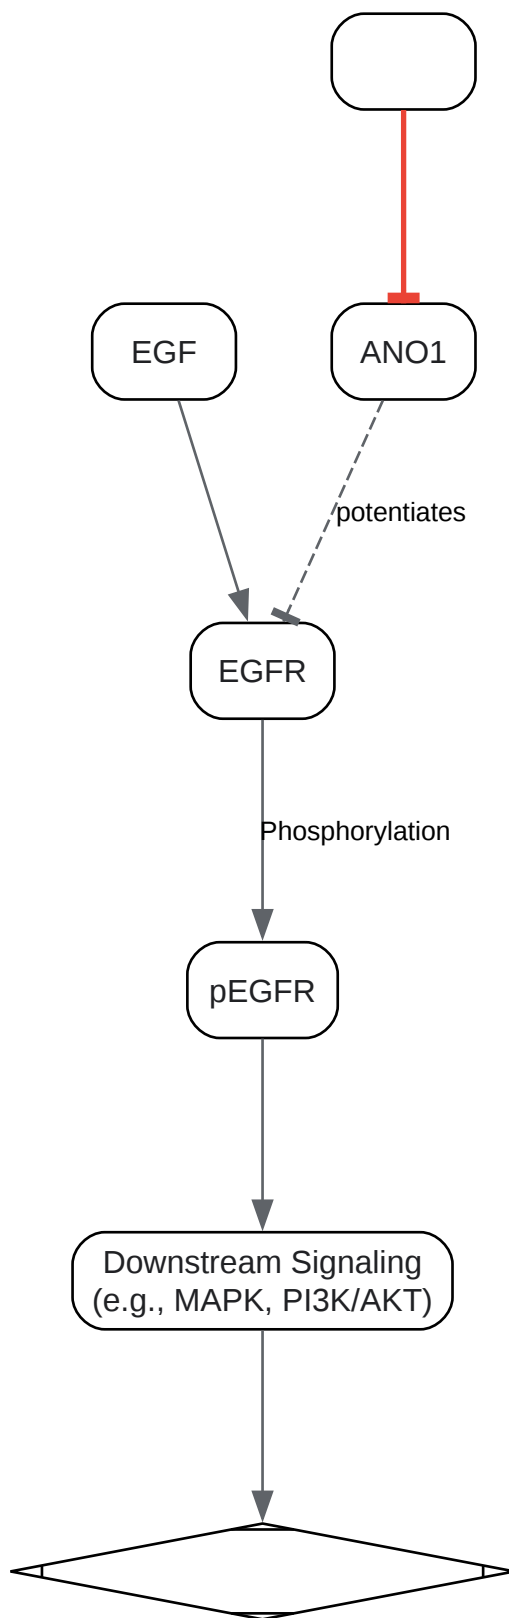 EGF
ANO1
potentiates
EGFR
Phosphorylation
pEGFR
Downstream Signaling
(e.g., MAPK, PI3K/AKT)